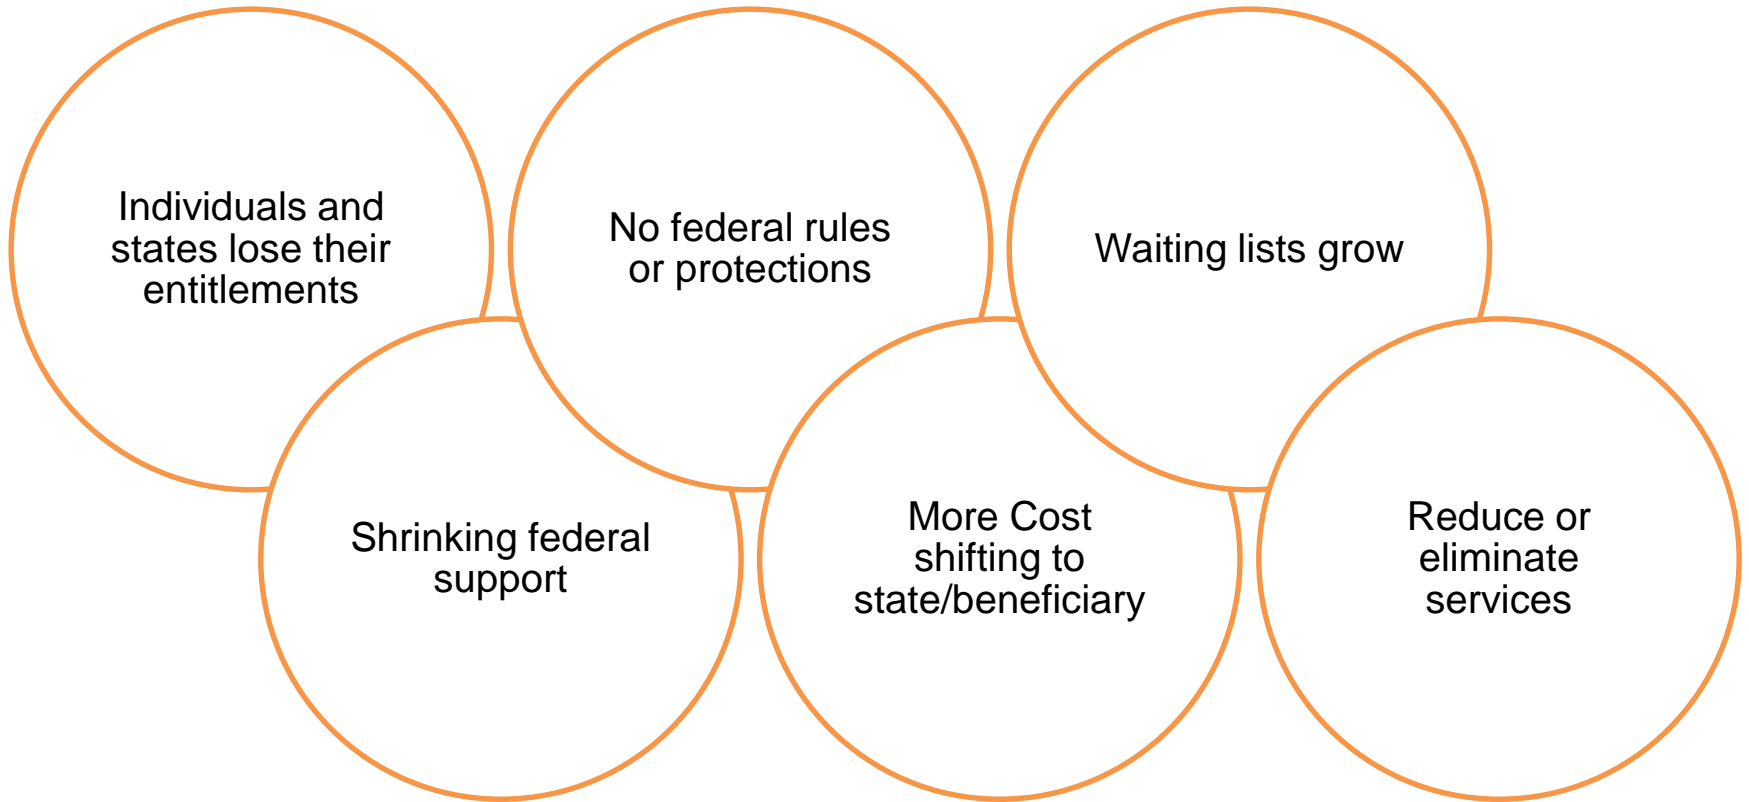 Individuals and
states lose their
entitlements
Shrinking federal
support
No federal rules
or protections
More Cost
shifting to
state/beneficiary
Waiting lists grow
Reduce or
eliminate
services